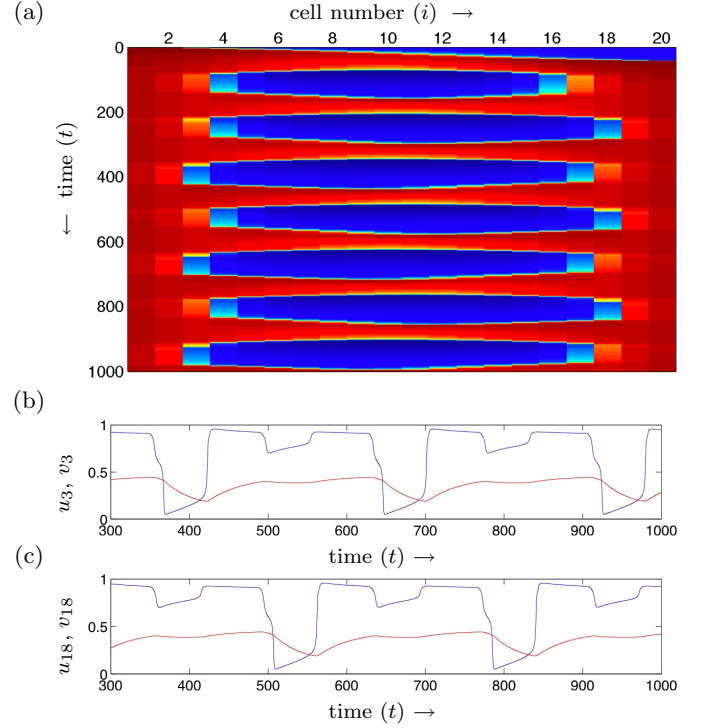 (a)
cell number (i) →
2 4 6 8 10 12 14 16 18 20
0
200
400
600
800
1000
← time (t)
(b)
1
0.5
0
u3, v3
300 400 500 600 700 800 900 1000
time (t) →
(c)
1
0.5
0
u18, v18
300 400 500 600 700 800 900 1000
time (t) →